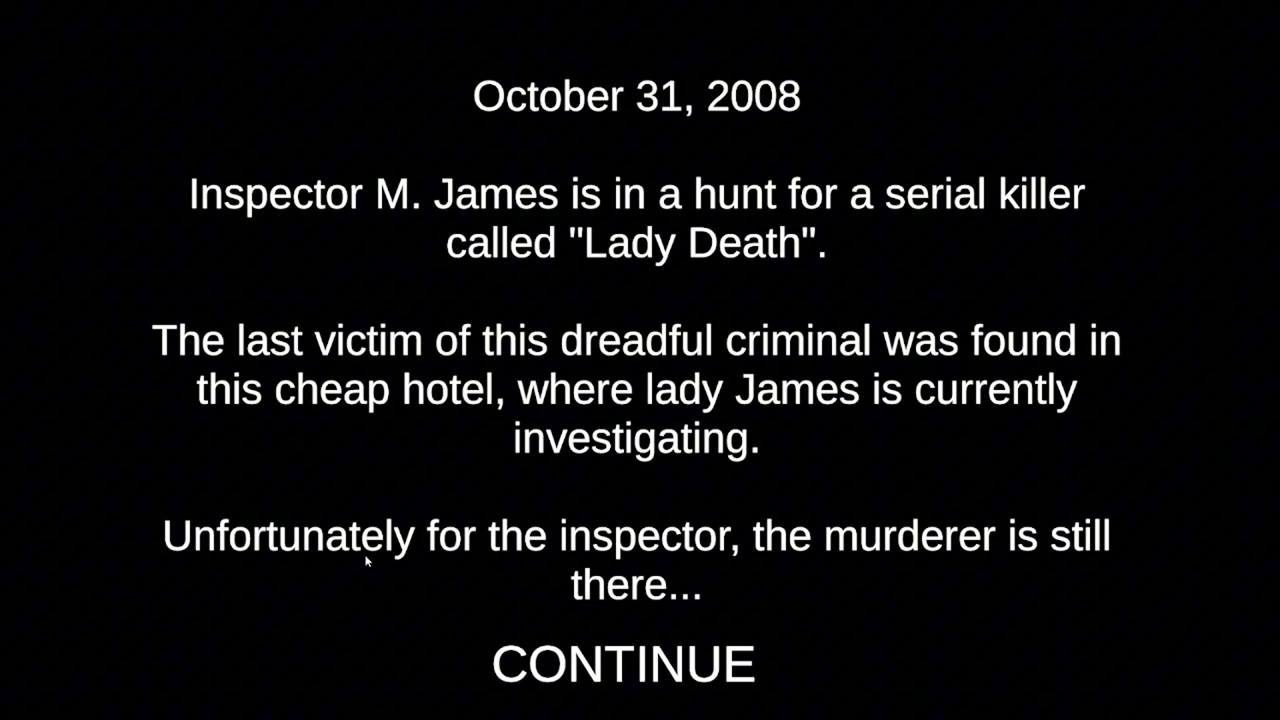 October 31, 2008
Inspector M. James is in a hunt for a serial killer
called "Lady Death".
The last victim of this dreadful criminal was found in
this cheap hotel, where lady James is currently
investigating.
Unfortunately for the inspector, the murderer is still
there...
CONTINUE